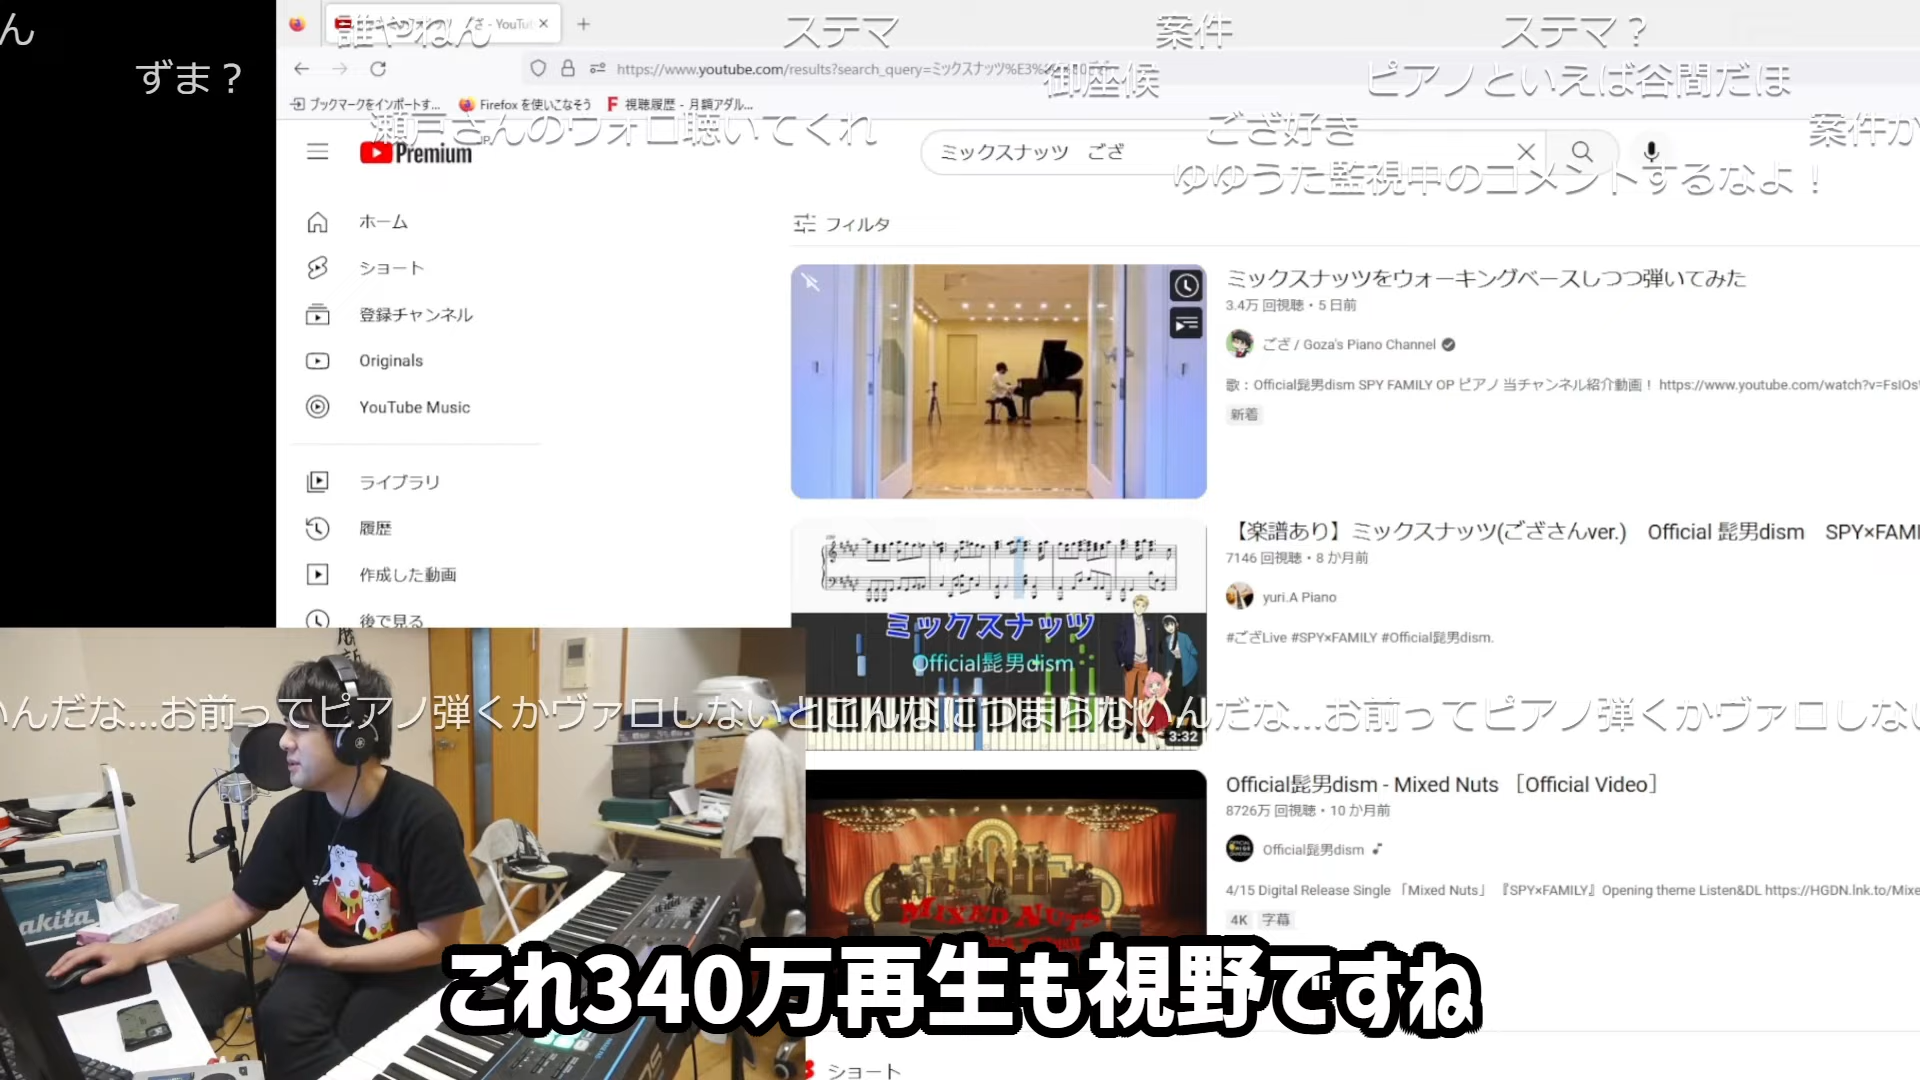 ん
誰やねん
ステマ
案件
ステマ？
ずま？
https://www.youtube.com/results?search_query=ミックスナッツ%E3%
御座候
ピアノといえば谷間だほ
ブックマークをインポートす...
Firefox を使いこなそう
視聴履歴 - 月額アダル...
瀬戸さんのウォロ聴いてくれ
ござ好き
案件か
Premium
ミックスナッツ　ござ
ゆゆうた監視中のコメントするなよ！
ホーム
フィルタ
ショート
登録チャンネル
Originals
YouTube Music
ライブラリ
履歴
作成した動画
後で見る
ミックスナッツをウォーキングベースしつつ弾いてみた
3.4万 回視聴・5 日前
ござ / Goza's Piano Channel
歌：Official髭男dism SPY FAMILY OP ピアノ 当チャンネル紹介動画！ https://www.youtube.com/watch?v=FsIOs
新着
ミックスナッツ
Official髭男dism
3:32
【楽譜あり】ミックスナッツ(ござさんver.)　Official 髭男dism　SPY×FAMI
7146 回視聴・8 か月前
yuri.A Piano
#ござLive #SPY×FAMILY #Official髭男dism.
いんだな...お前ってピアノ弾くかヴァロしないとこんなにつまらないんだな...お前ってピアノ弾くかヴァロしない
MIXED NUTS
Official髭男dism - Mixed Nuts ［Official Video］
8726万 回視聴・10 か月前
Official髭男dism
4/15 Digital Release Single 「Mixed Nuts」 『SPY×FAMILY』Opening theme Listen&DL https://HGDN.lnk.to/Mixe
4K 字幕
makita
これ340万再生も視野ですね
ショート